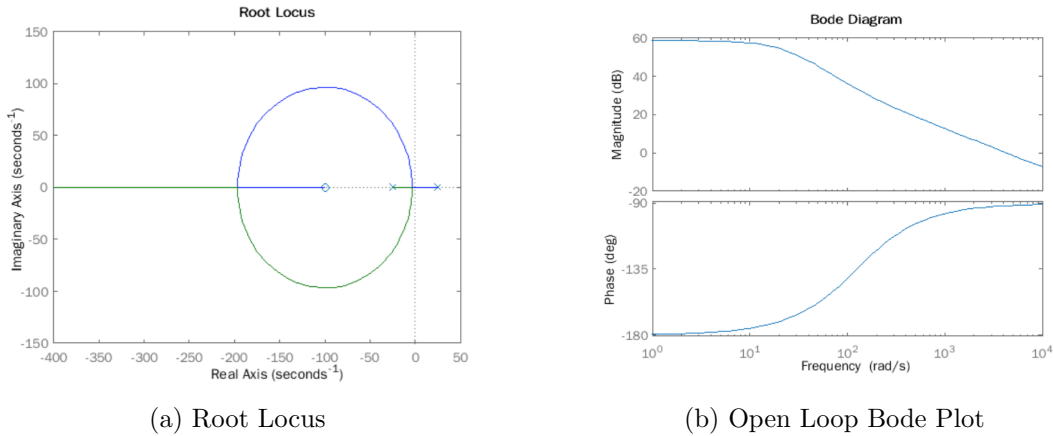 Root Locus
150
100
50
0
-50
-100
-150
Imaginary Axis (seconds⁻¹)
-400 -350 -300 -250 -200 -150 -100 -50 0 50
Real Axis (seconds⁻¹)
(a) Root Locus
Bode Diagram
60
40
20
0
-20
Magnitude (dB)
-90
-135
-180
Phase (deg)
10⁰ 10¹ 10² 10³ 10⁴
Frequency (rad/s)
(b) Open Loop Bode Plot